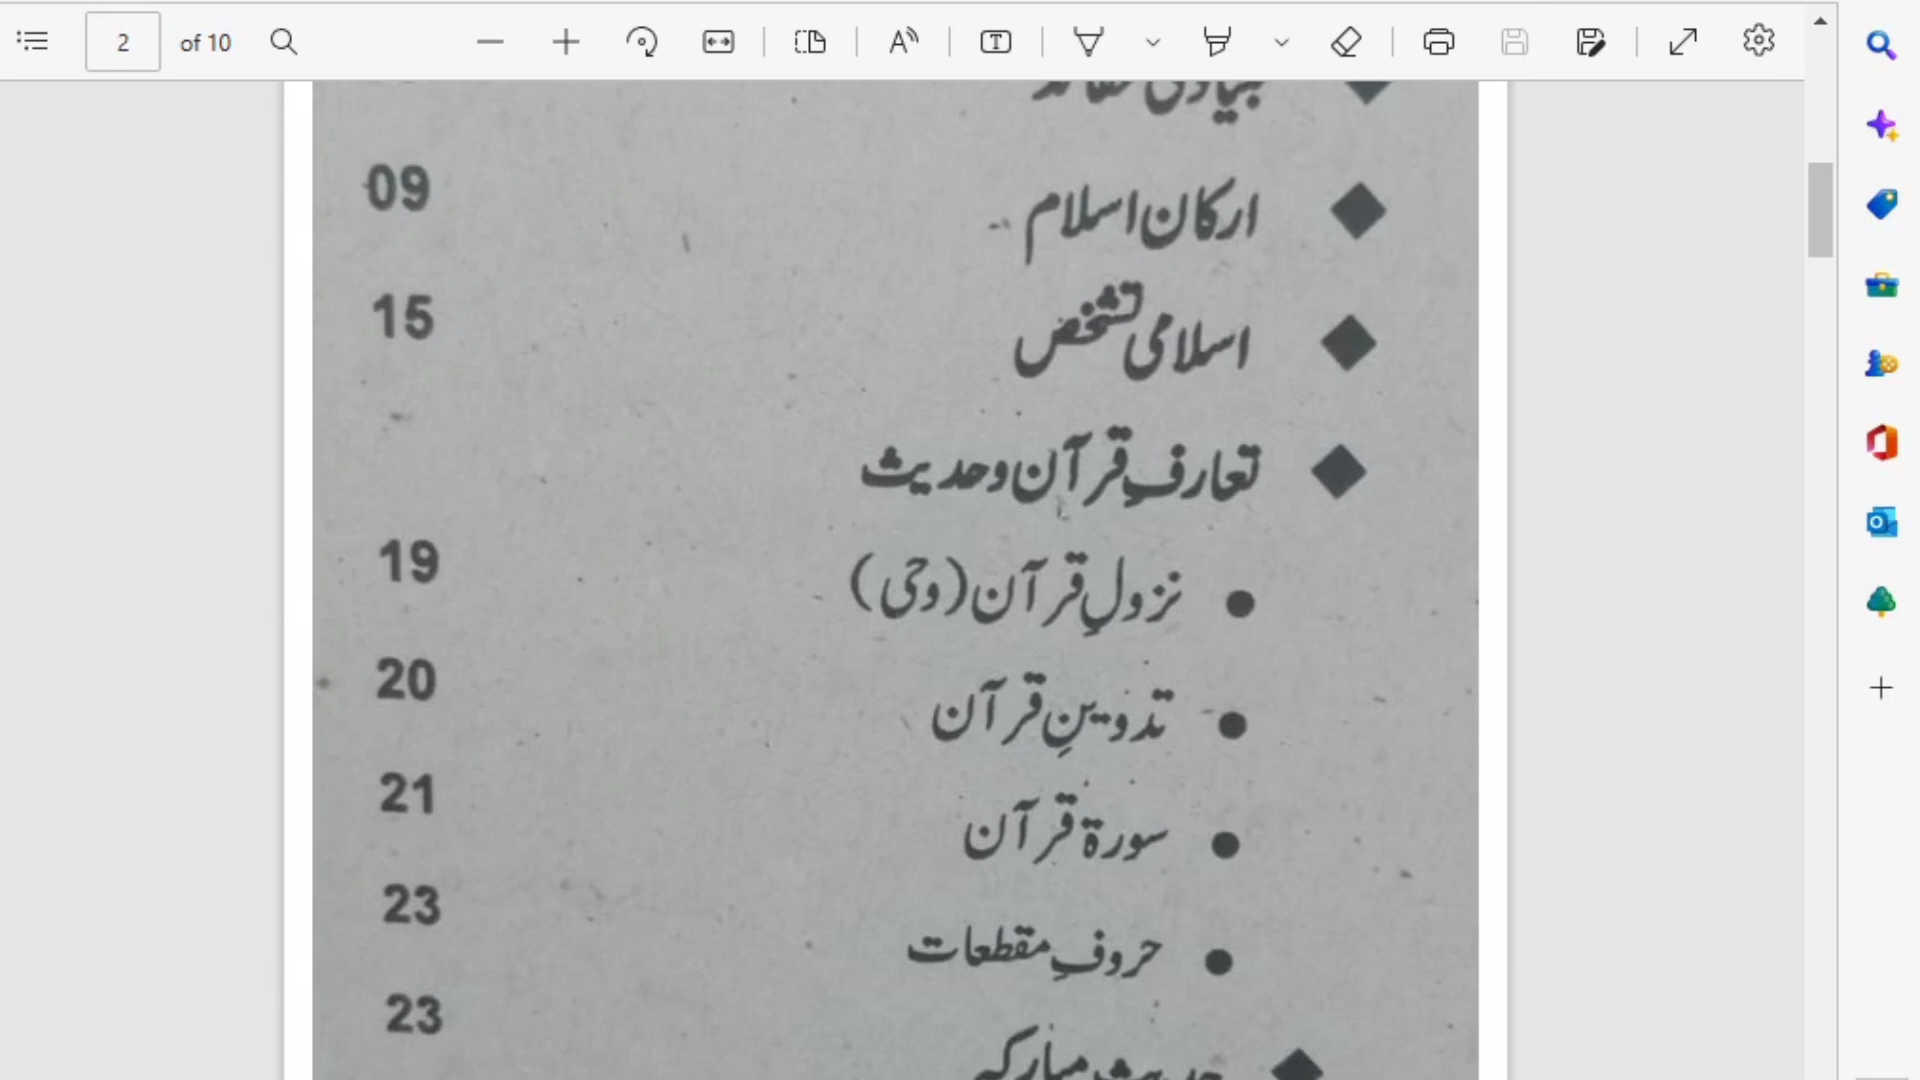 2 of 10
09 ارکان اسلام
15 اسلامی تشخص
تعارفِ قرآن و حدیث
19 نزولِ قرآن (وحی)
20 تدوینِ قرآن
21 سورۃ قرآن
23 حروفِ مقطعات
23